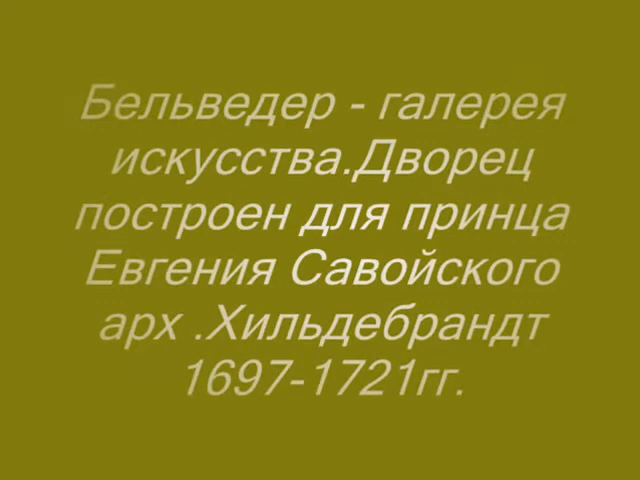 Бельведер - галерея
искусства.Дворец
построен для принца
Евгения Савойского
арх .Хильдебрандт
1697-1721гг.